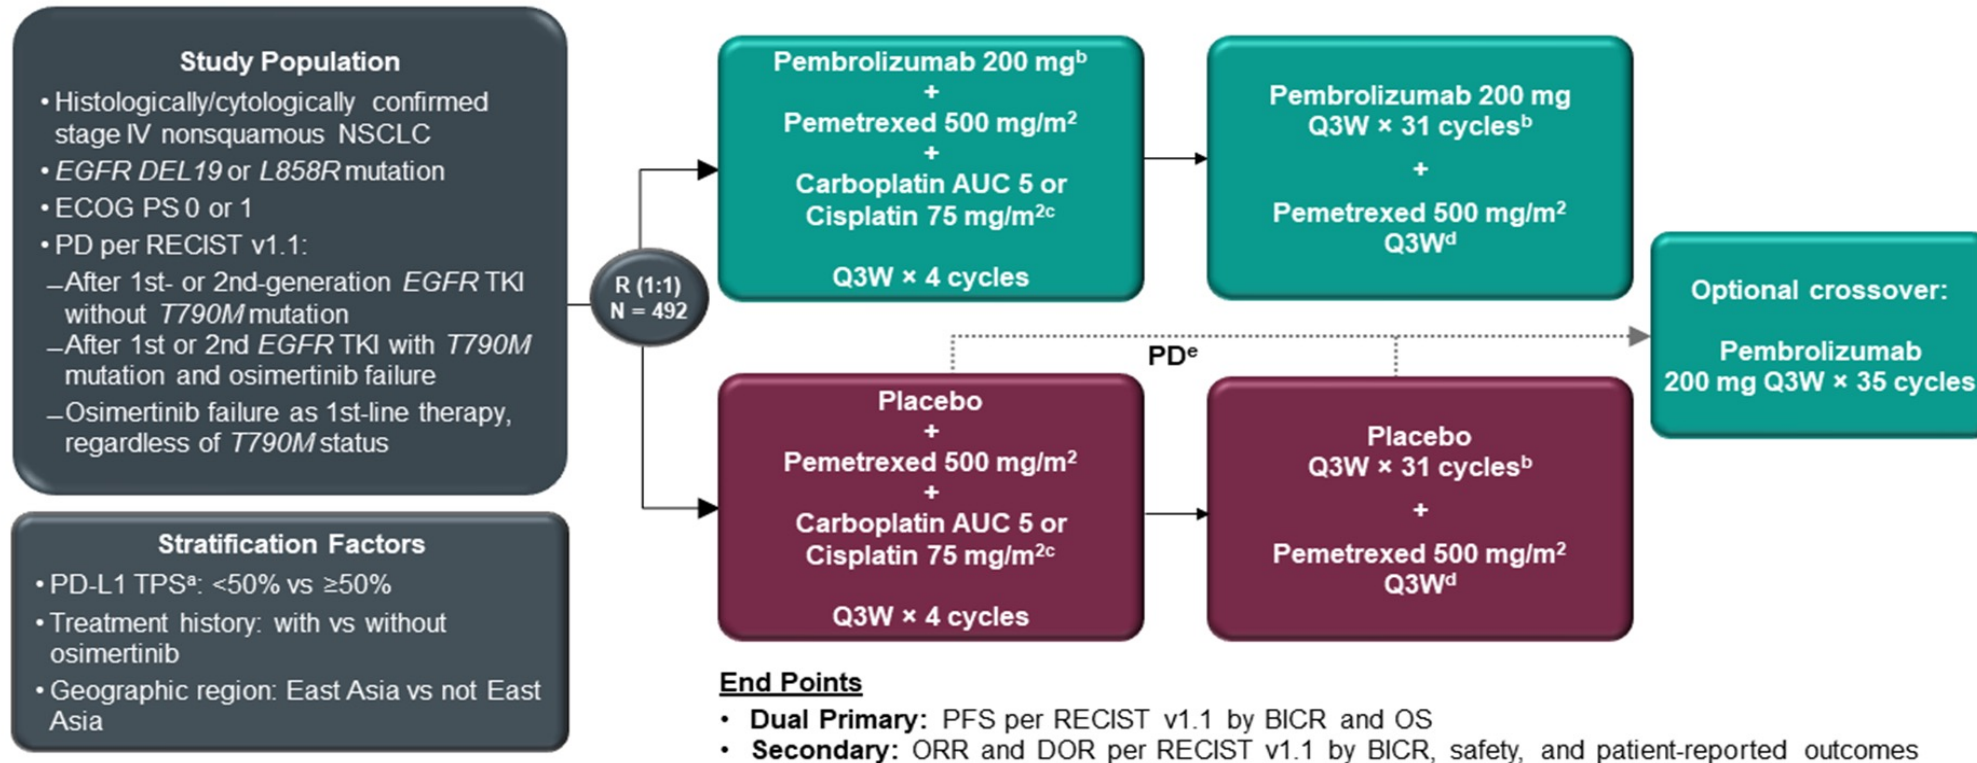 Study Population
• Histologically/cytologically confirmed
stage IV nonsquamous NSCLC
• EGFR DEL19 or L858R mutation
• ECOG PS 0 or 1
• PD per RECIST v1.1:
–After 1st- or 2nd-generation EGFR TKI
without T790M mutation
–After 1st or 2nd EGFR TKI with T790M
mutation and osimertinib failure
–Osimertinib failure as 1st-line therapy,
regardless of T790M status
Stratification Factors
• PD-L1 TPSᵃ: <50% vs ≥50%
• Treatment history: with vs without
osimertinib
• Geographic region: East Asia vs not East
Asia
R (1:1)
N = 492
Pembrolizumab 200 mgᵇ
+
Pemetrexed 500 mg/m²
+
Carboplatin AUC 5 or
Cisplatin 75 mg/m²ᶜ
Q3W × 4 cycles
Pembrolizumab 200 mg
Q3W × 31 cyclesᵇ
+
Pemetrexed 500 mg/m²
Q3Wᵈ
PDᵉ
Placebo
+
Pemetrexed 500 mg/m²
+
Carboplatin AUC 5 or
Cisplatin 75 mg/m²ᶜ
Q3W × 4 cycles
Placebo
Q3W × 31 cyclesᵇ
+
Pemetrexed 500 mg/m²
Q3Wᵈ
Optional crossover:
Pembrolizumab
200 mg Q3W × 35 cycles
End Points
• Dual Primary: PFS per RECIST v1.1 by BICR and OS
• Secondary: ORR and DOR per RECIST v1.1 by BICR, safety, and patient-reported outcomes